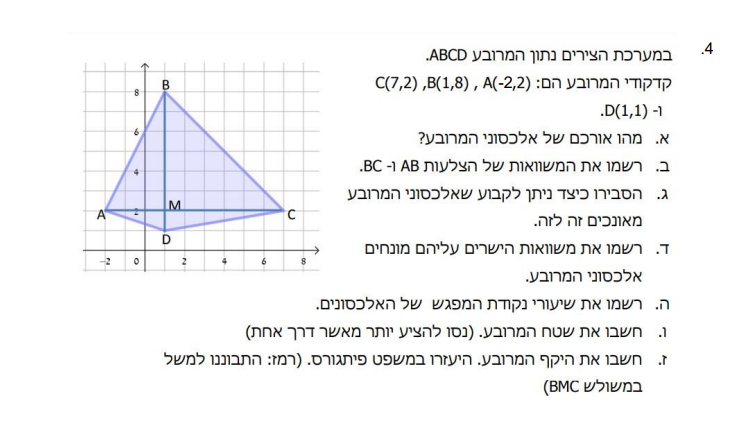 4.
במערכת הצירים נתון המרובע ABCD.
קדקודי המרובע הם: A(-2,2) , B(1,8), C(7,2)
ו- D(1,1).
א. מהו אורכם של אלכסוני המרובע?
ב. רשמו את המשוואות של הצלעות AB ו- BC.
ג. הסבירו כיצד ניתן לקבוע שאלכסוני המרובע
מאונכים זה לזה.
ד. רשמו את משוואות הישרים עליהם מונחים
אלכסוני המרובע.
ה. רשמו את שיעורי נקודת המפגש של האלכסונים.
ו. חשבו את שטח המרובע. (נסו להציע יותר מאשר דרך אחת)
ז. חשבו את היקף המרובע. היעזרו במשפט פיתגורס. (רמז: התבוננו למשל
במשולש BMC)
B
8
6
4
M
A 2 C
D
-2 0 2 4 6 8